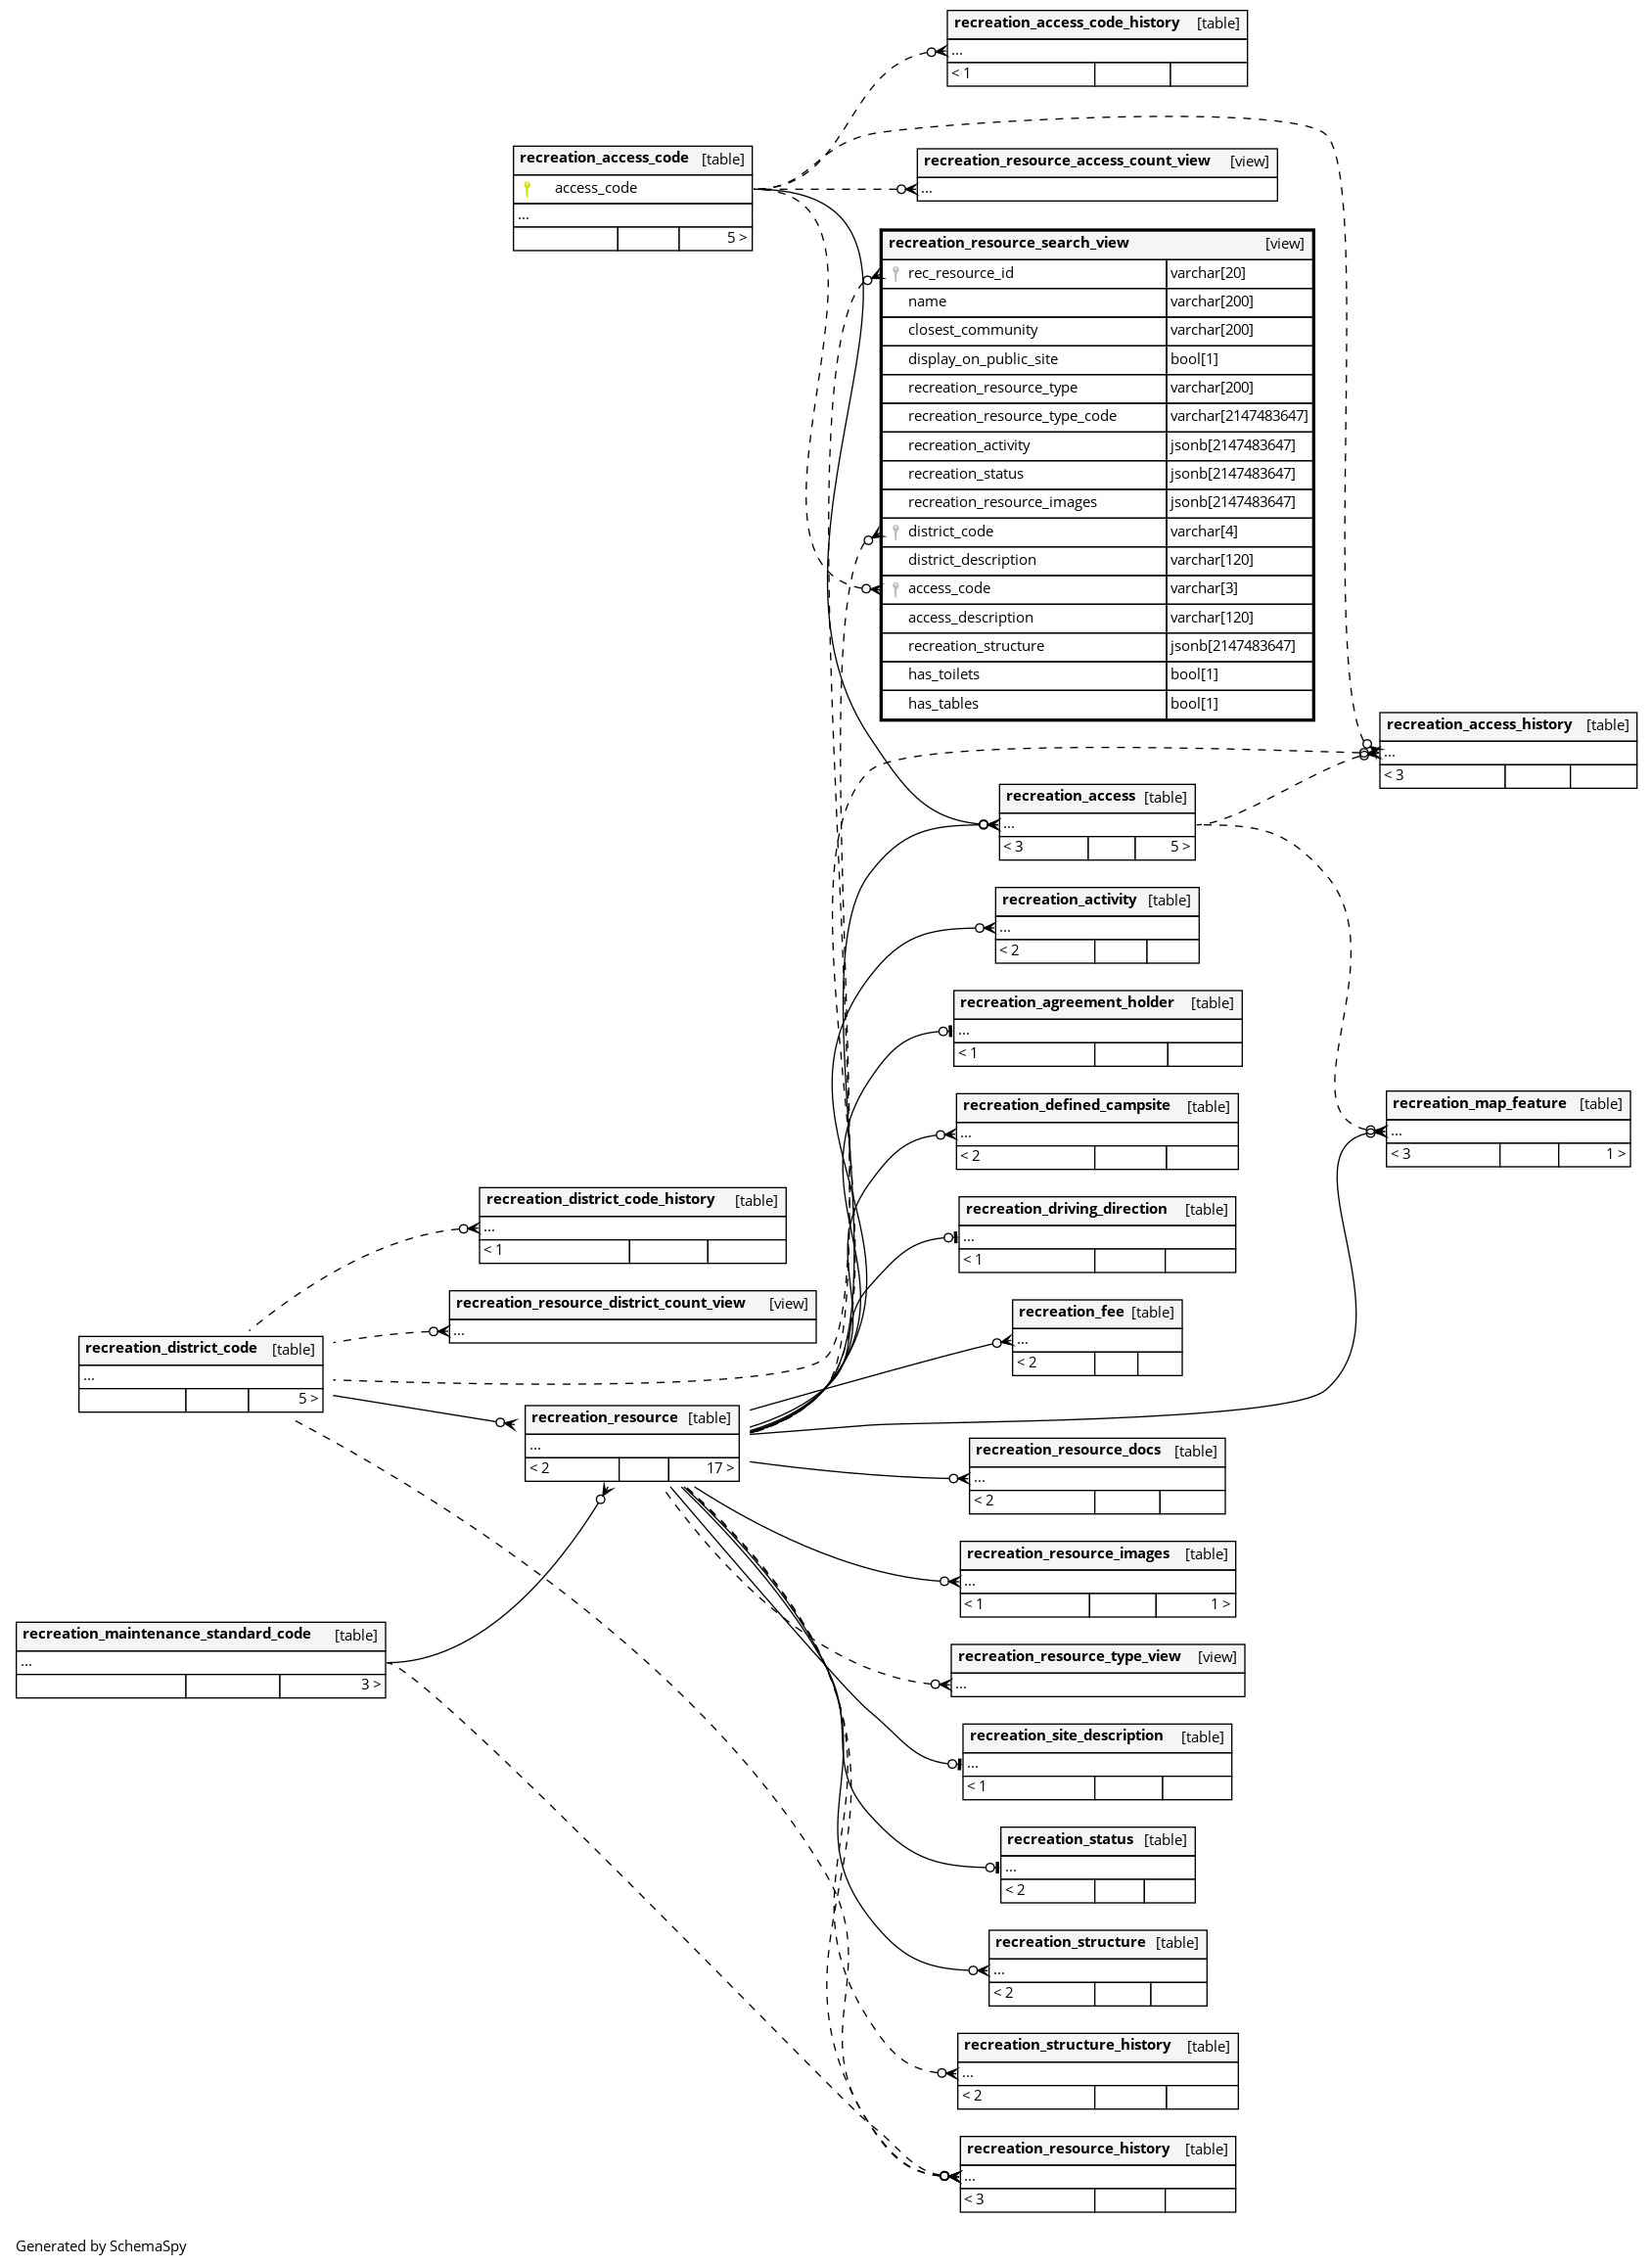 recreation_access_code_history [table]
...
< 1
recreation_access_code [table]
access_code
...
5 >
recreation_resource_access_count_view [view]
...
recreation_resource_search_view [view]
rec_resource_id varchar[20]
name varchar[200]
closest_community varchar[200]
display_on_public_site bool[1]
recreation_resource_type varchar[200]
recreation_resource_type_code varchar[2147483647]
recreation_activity jsonb[2147483647]
recreation_status jsonb[2147483647]
recreation_resource_images jsonb[2147483647]
district_code varchar[4]
district_description varchar[120]
access_code varchar[3]
access_description varchar[120]
recreation_structure jsonb[2147483647]
has_toilets bool[1]
has_tables bool[1]
recreation_access_history [table]
...
< 3
recreation_access [table]
...
< 3 5 >
recreation_activity [table]
...
< 2
recreation_agreement_holder [table]
...
< 1
recreation_defined_campsite [table]
...
< 2
recreation_map_feature [table]
...
< 3 1 >
recreation_district_code_history [table]
...
< 1
recreation_driving_direction [table]
...
< 1
recreation_resource_district_count_view [view]
...
recreation_fee [table]
...
< 2
recreation_district_code [table]
...
5 >
recreation_resource [table]
...
< 2 17 >
recreation_resource_docs [table]
...
< 2
recreation_resource_images [table]
...
< 1 1 >
recreation_maintenance_standard_code [table]
...
3 >
recreation_resource_type_view [view]
...
recreation_site_description [table]
...
< 1
recreation_status [table]
...
< 2
recreation_structure [table]
...
< 2
recreation_structure_history [table]
...
< 2
recreation_resource_history [table]
...
< 3
Generated by SchemaSpy